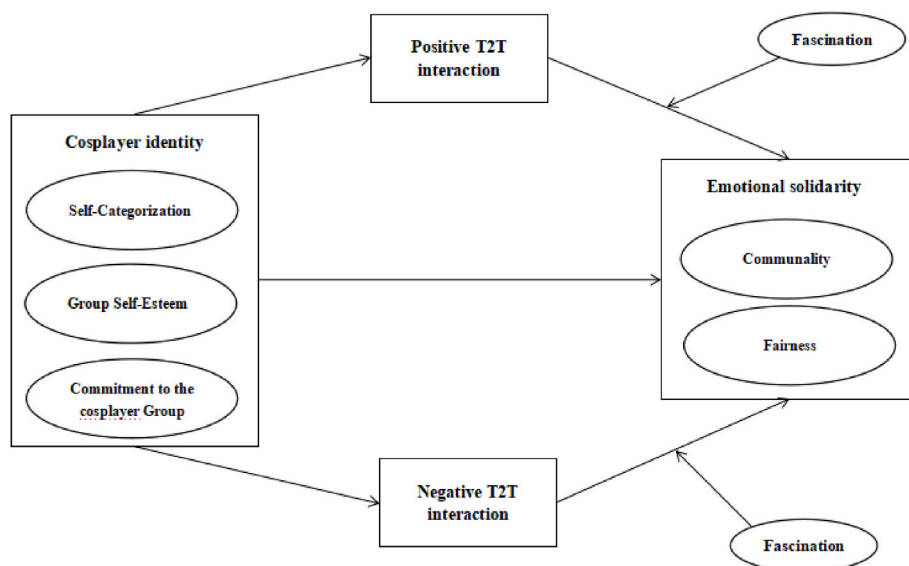 Positive T2T
interaction
Fascination
Cosplayer identity
Self-Categorization
Group Self-Esteem
Commitment to the
cosplayer Group
Emotional solidarity
Communality
Fairness
Negative T2T
interaction
Fascination